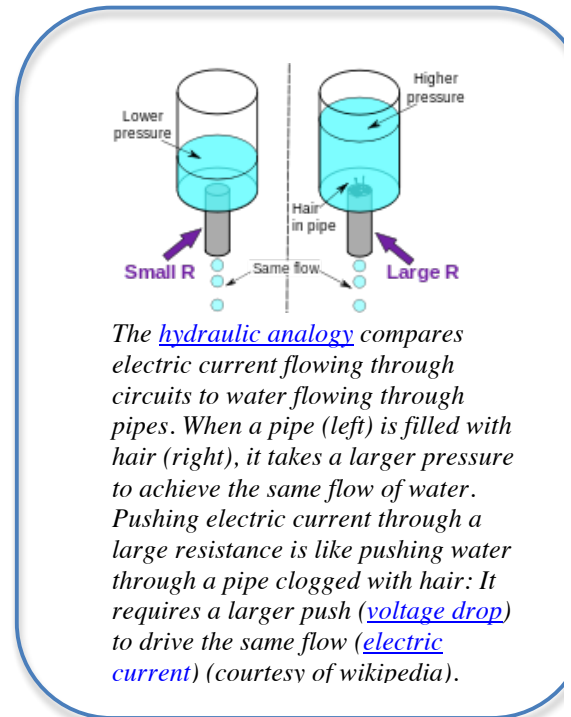 Lower
pressure
Higher
pressure
Hair
in pipe
Small R
Same flow
Large R
The hydraulic analogy compares
electric current flowing through
circuits to water flowing through
pipes. When a pipe (left) is filled with
hair (right), it takes a larger pressure
to achieve the same flow of water.
Pushing electric current through a
large resistance is like pushing water
through a pipe clogged with hair: It
requires a larger push (voltage drop)
to drive the same flow (electric
current) (courtesy of wikipedia).